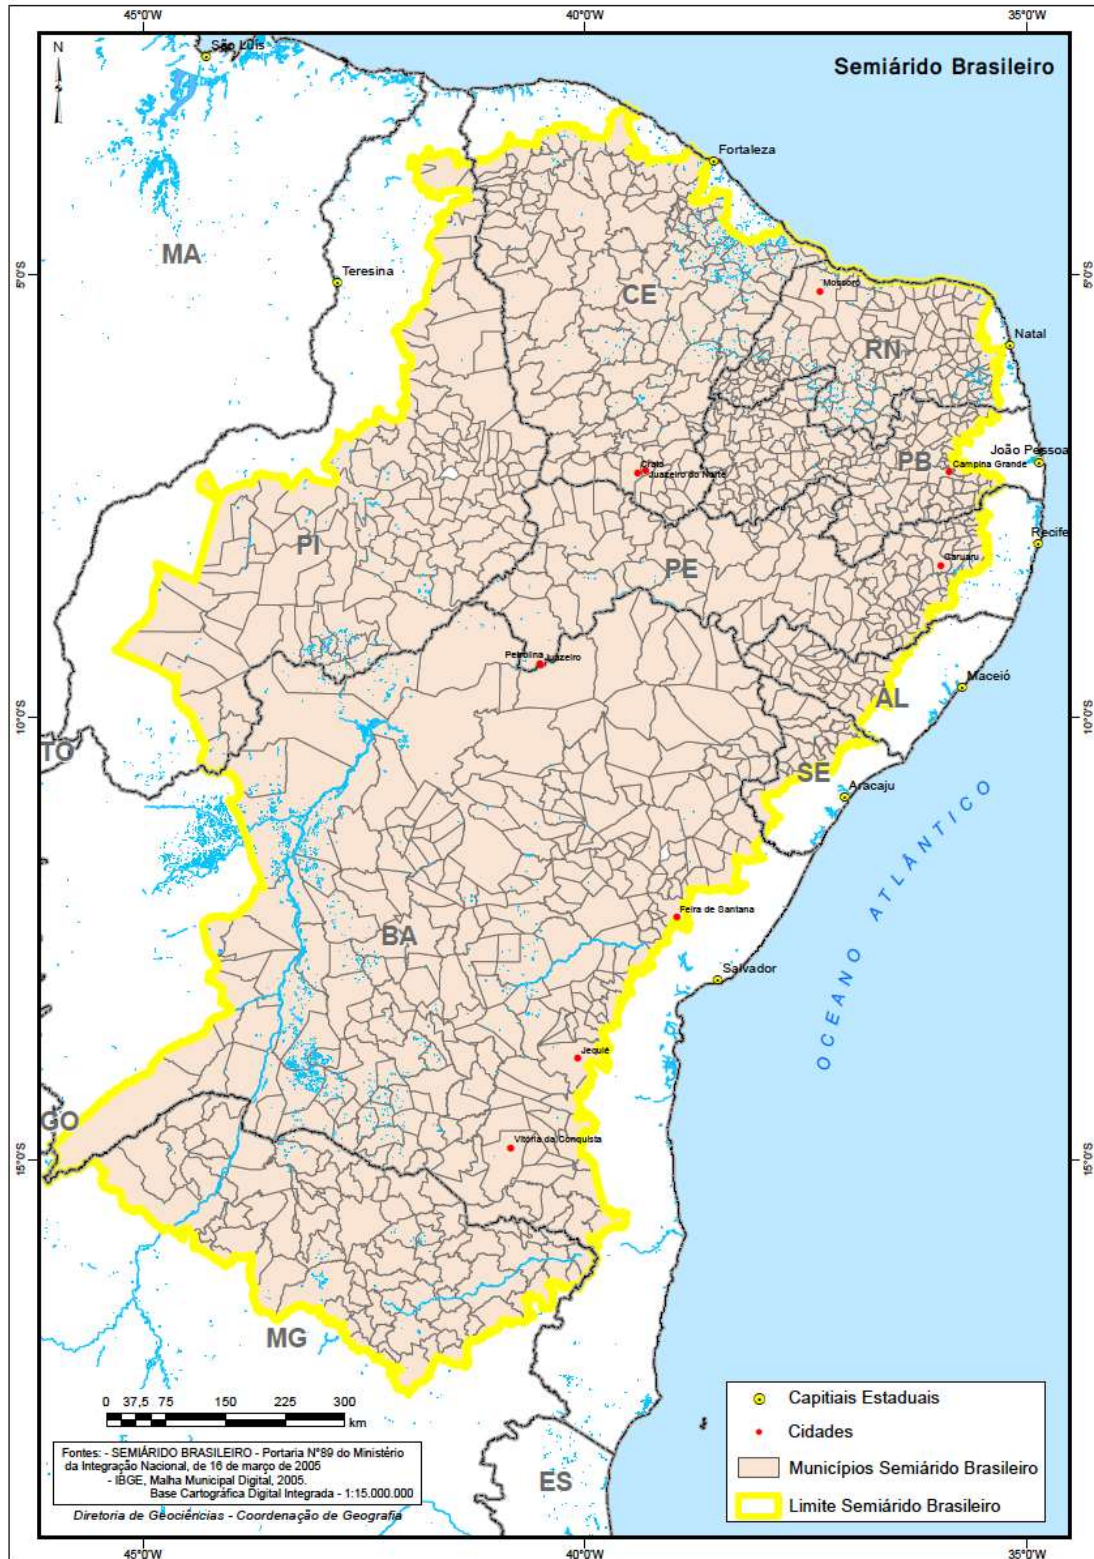 45°0'W
40°0'W
35°0'W
N
São Luís
Semiárido Brasileiro
Fortaleza
MA
Teresina
5°0'S
5°0'S
CE
Mossoró
RN
Natal
João Pessoa
PB
Campina Grande
Crato
Juazeiro do Norte
Recife
PI
PE
Caruaru
Petrolina
Juazeiro
Maceió
AL
10°0'S
10°0'S
TO
SE
Aracaju
OCEANO ATLÂNTICO
Feira de Santana
BA
Salvador
Jequié
GO
Vitória da Conquista
15°0'S
15°0'S
MG
0 37,5 75 150 225 300
km
Capitiais Estaduais
Cidades
Municípios Semiárido Brasileiro
Limite Semiárido Brasileiro
Fontes: - SEMIÁRIDO BRASILEIRO - Portaria N°89 do Ministério
da Integração Nacional, de 16 de março de 2005
- IBGE, Malha Municipal Digital, 2005.
Base Cartográfica Digital Integrada - 1:15.000.000
ES
Diretoria de Geociências - Coordenação de Geografia
45°0'W
40°0'W
35°0'W